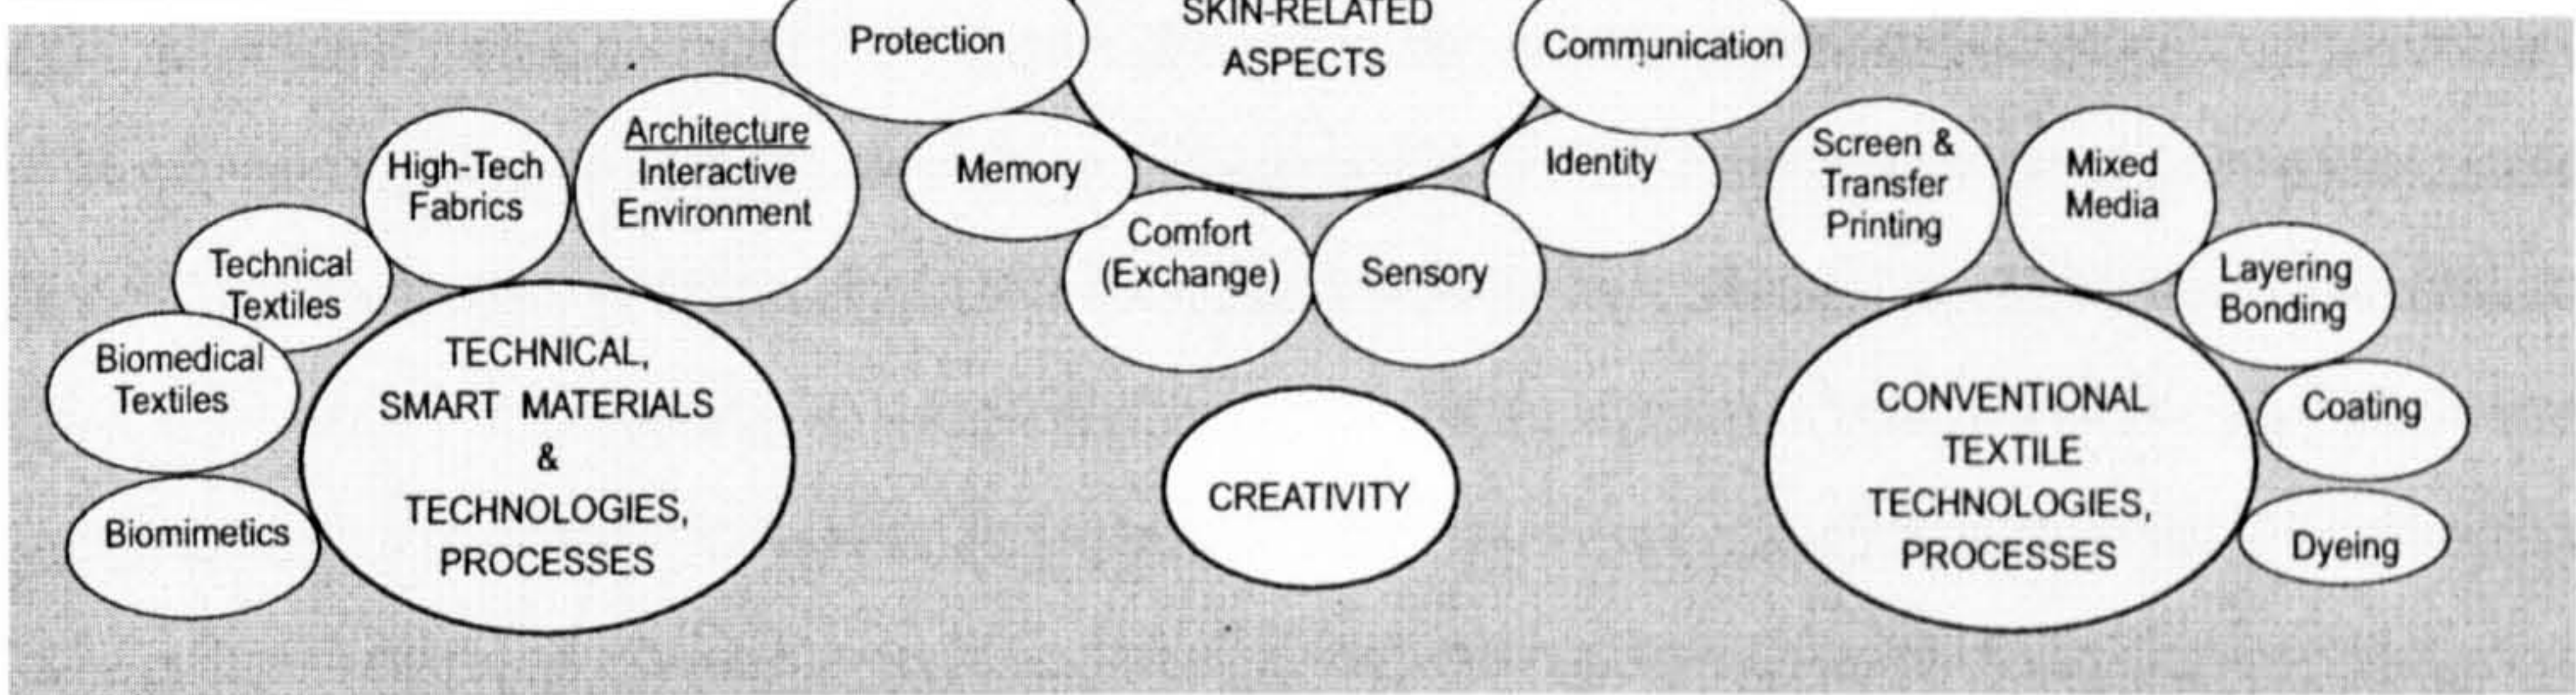 SKIN-RELATED
ASPECTS
Protection
Communication
Memory
Identity
Comfort
(Exchange)
Sensory
Architecture
Interactive
Environment
High-Tech
Fabrics
Technical
Textiles
Biomedical
Textiles
Biomimetics
TECHNICAL,
SMART MATERIALS
&
TECHNOLOGIES,
PROCESSES
CREATIVITY
Screen &
Transfer
Printing
Mixed
Media
Layering
Bonding
Coating
Dyeing
CONVENTIONAL
TEXTILE
TECHNOLOGIES,
PROCESSES